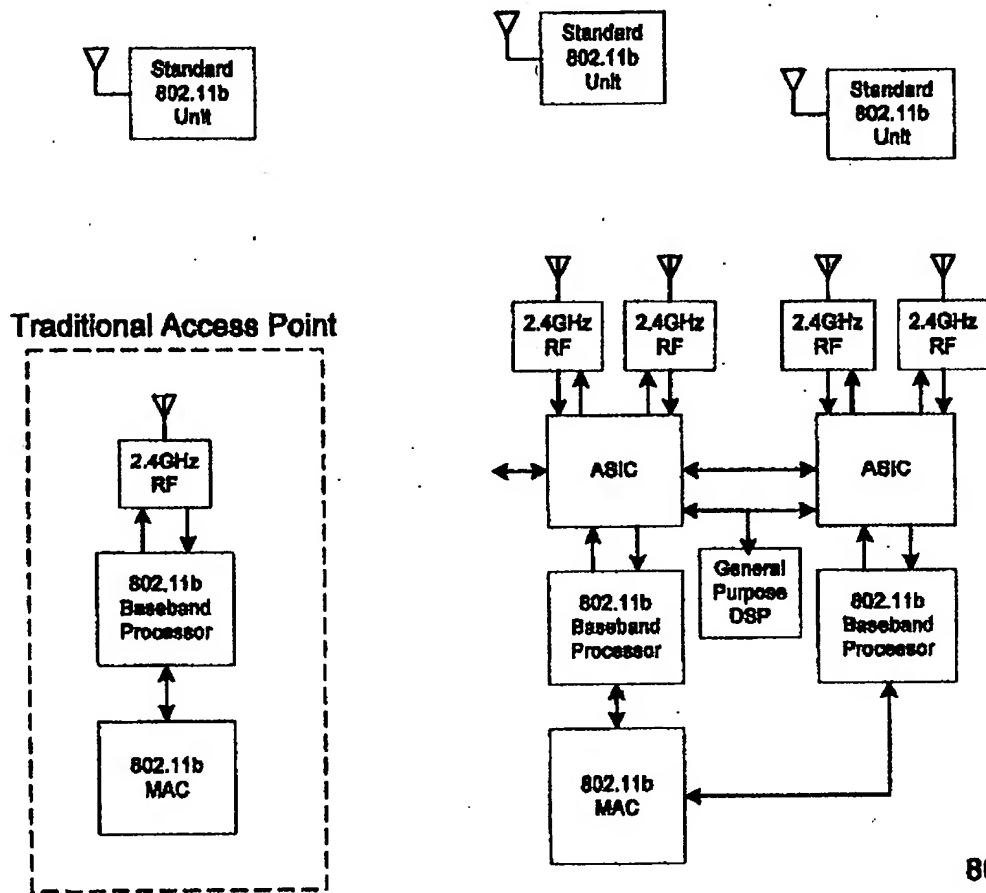 Standard
802.11b
Unit
Standard
802.11b
Unit
Standard
802.11b
Unit
Traditional Access Point
2.4GHz
RF
802.11b
Baseband
Processor
802.11b
MAC
2.4GHz
RF
2.4GHz
RF
2.4GHz
RF
2.4GHz
RF
ASIC
ASIC
802.11b
Baseband
Processor
General
Purpose
DSP
802.11b
Baseband
Processor
802.11b
MAC